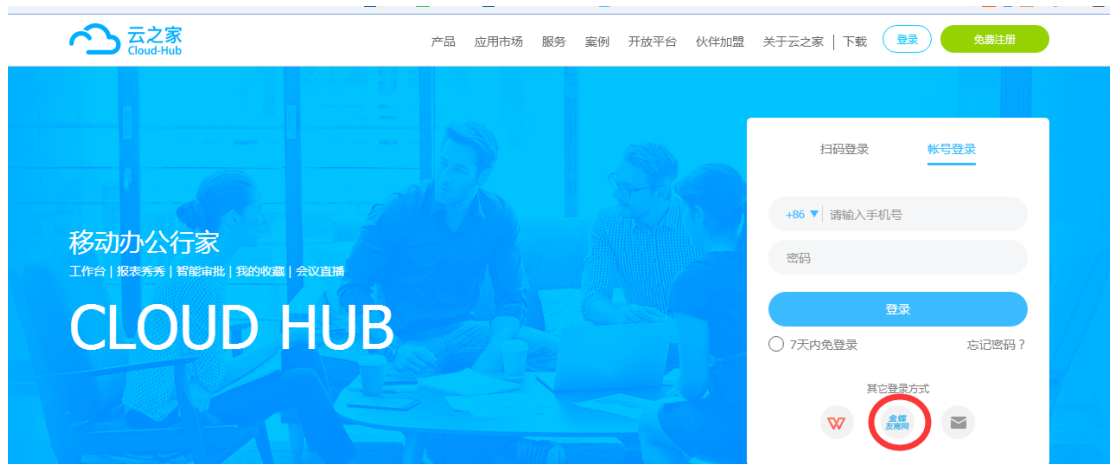 云之家
Cloud-Hub
产品 应用市场 服务 案例 开放平台 伙伴加盟 关于云之家 | 下载 登录 免费注册
扫码登录 帐号登录
+86 ▼ 请输入手机号
密码
移动办公行家
工作台 | 报表秀秀 | 智能审批 | 我的收藏 | 会议直播
CLOUD HUB
登录
7天内免登录 忘记密码？
其它登录方式
金蝶
友商网